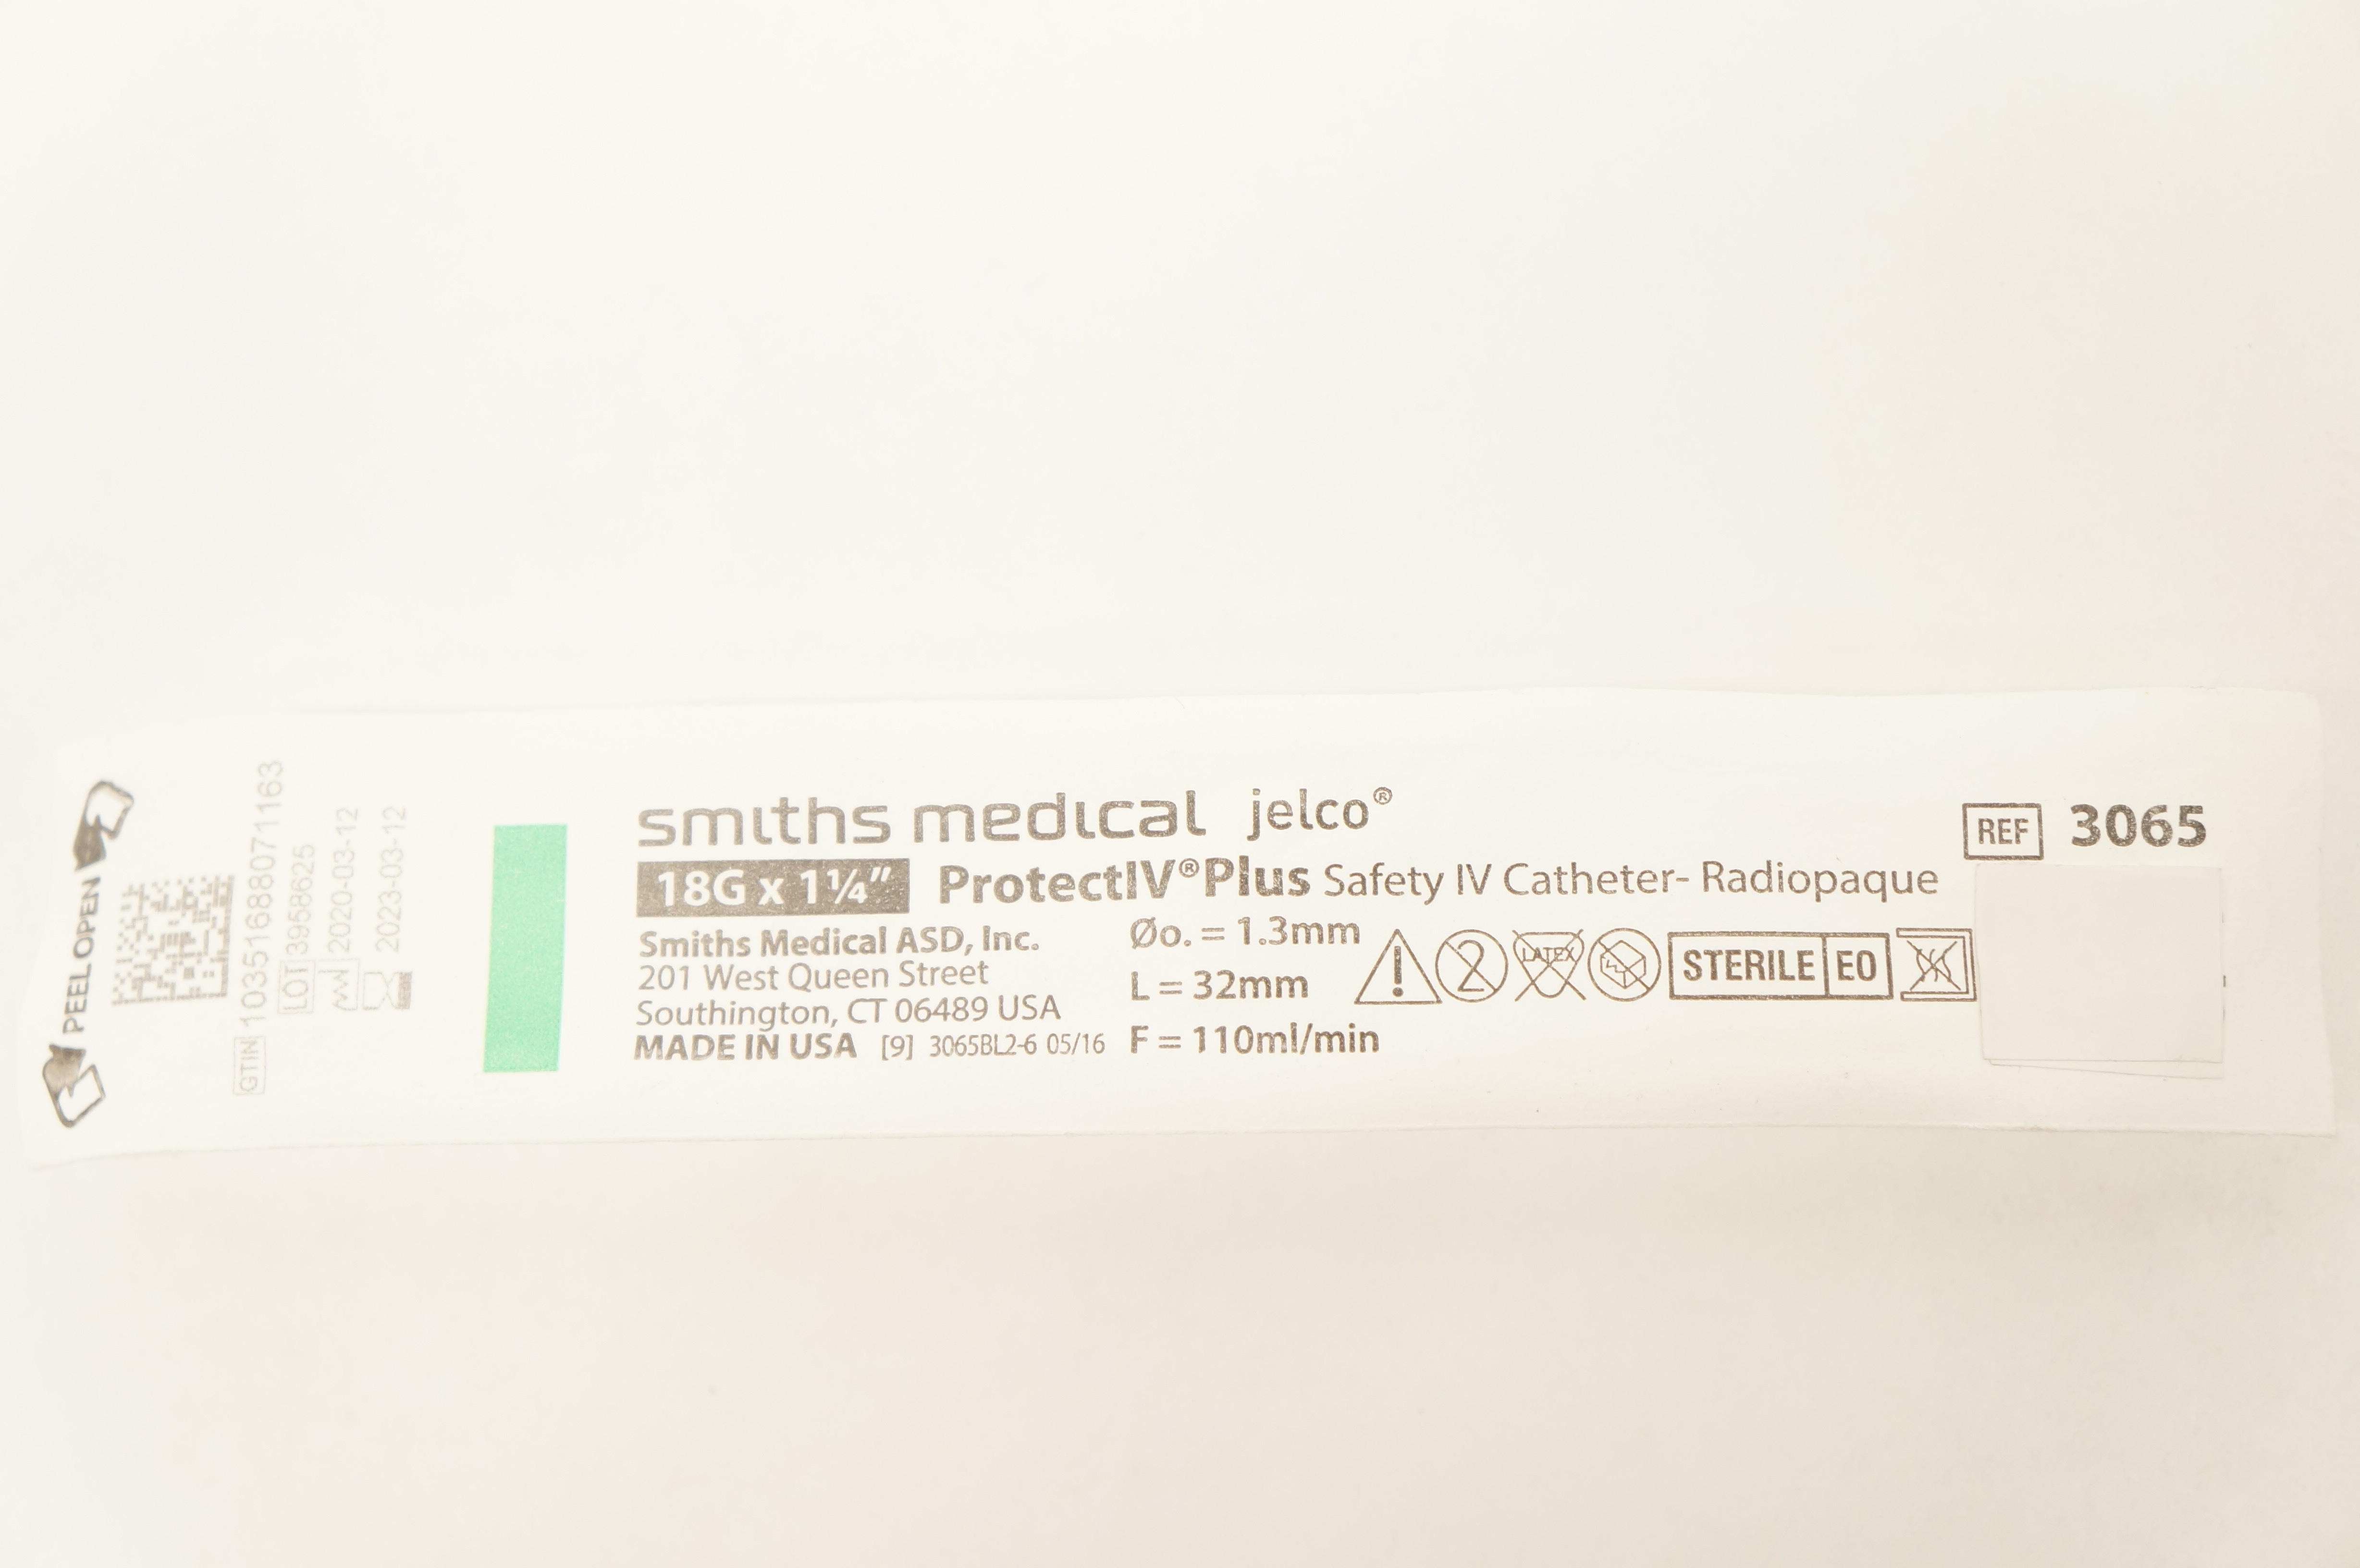 PEEL OPEN
GTIN 10351688071163
LOT 3958625
2020-03-12
2023-03-12
smiths medical jelco®
18G x 1¼" ProtectIV® Plus Safety IV Catheter- Radiopaque
Smiths Medical ASD, Inc.
201 West Queen Street
Southington, CT 06489 USA
MADE IN USA [9] 3065BL2-6 05/16
Øo. = 1.3mm
L = 32mm
F = 110ml/min
2
LATEX
STERILE EO
REF 3065